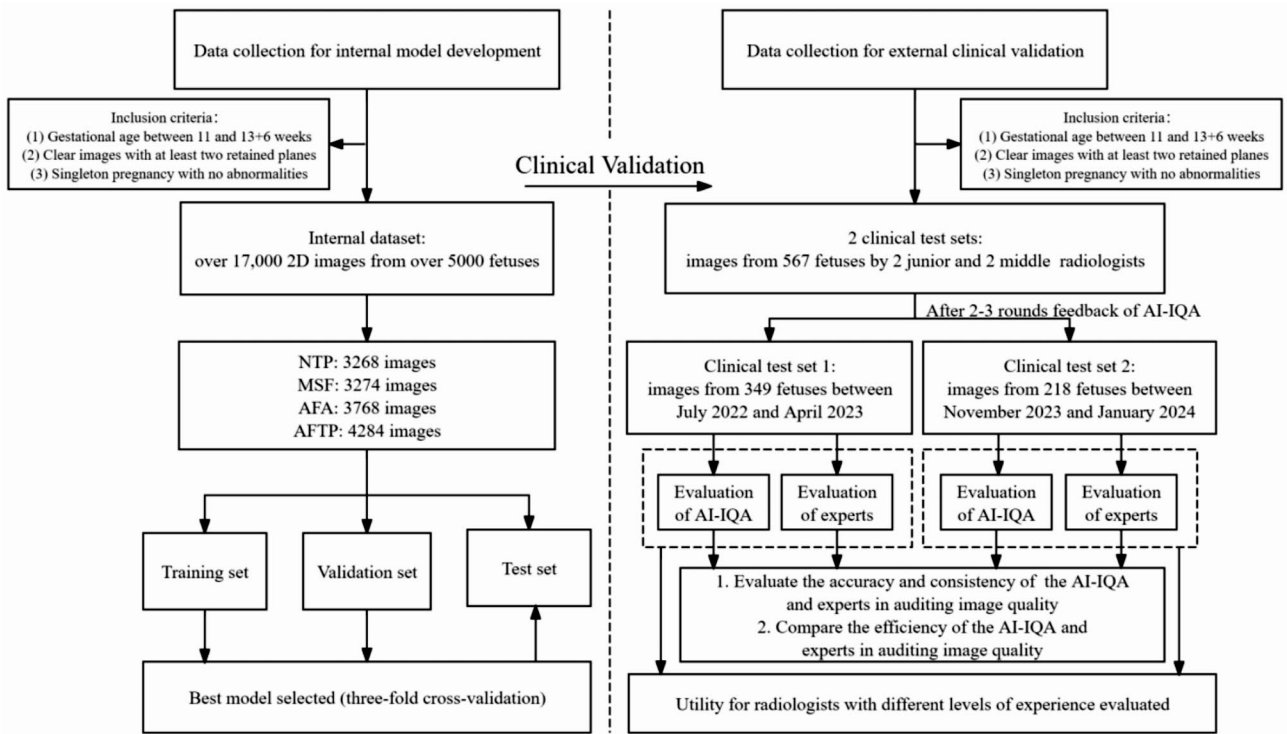 Data collection for internal model development
Inclusion criteria:
(1) Gestational age between 11 and 13+6 weeks
(2) Clear images with at least two retained planes
(3) Singleton pregnancy with no abnormalities
Internal dataset:
over 17,000 2D images from over 5000 fetuses
NTP: 3268 images
MSF: 3274 images
AFA: 3768 images
AFTP: 4284 images
Training set
Validation set
Test set
Best model selected (three-fold cross-validation)
Clinical Validation
Data collection for external clinical validation
Inclusion criteria:
(1) Gestational age between 11 and 13+6 weeks
(2) Clear images with at least two retained planes
(3) Singleton pregnancy with no abnormalities
2 clinical test sets:
images from 567 fetuses by 2 junior and 2 middle radiologists
After 2-3 rounds feedback of AI-IQA
Clinical test set 1:
images from 349 fetuses between
July 2022 and April 2023
Clinical test set 2:
images from 218 fetuses between
November 2023 and January 2024
Evaluation
of AI-IQA
Evaluation
of experts
Evaluation
of AI-IQA
Evaluation
of experts
1. Evaluate the accuracy and consistency of the AI-IQA
and experts in auditing image quality
2. Compare the efficiency of the AI-IQA and
experts in auditing image quality
Utility for radiologists with different levels of experience evaluated